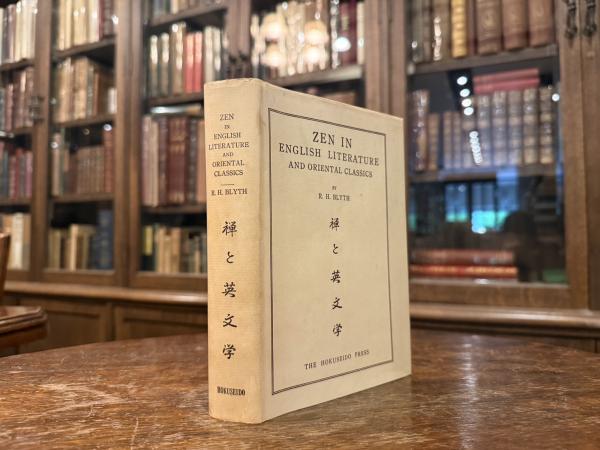 ZEN
IN
ENGLISH
LITERATURE
AND
ORIENTAL
CLASSICS
R. H. BLYTH
禅と英文学
HOKUSEIDO
ZEN IN
ENGLISH LITERATURE
AND ORIENTAL CLASSICS
BY
R. H. BLYTH
禅と英文学
THE HOKUSEIDO PRESS